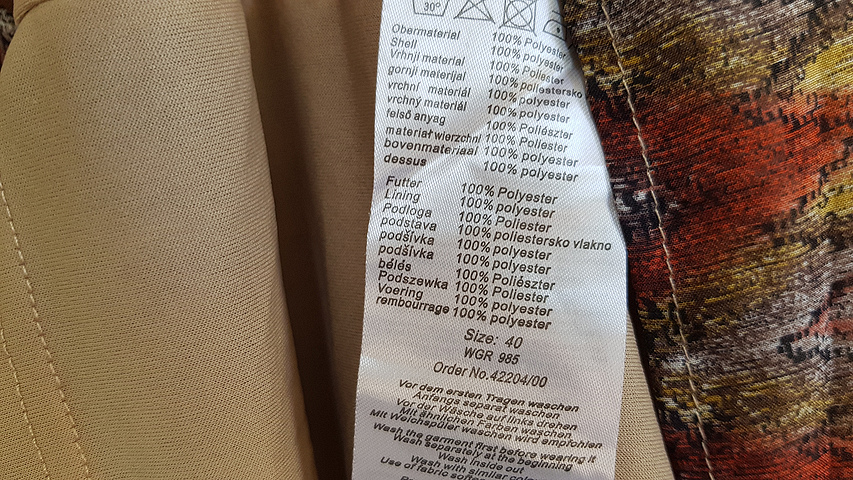 30°
Obermaterial 100% Polyester
Shell 100% polyester
Vrhnji material 100% Poliester
gornji materijal 100% poliestersko
vrchní materiál 100% polyester
vrchný materiál 100% polyester
felső anyag 100% Poliészter
materiał wierzchni 100% Poliester
bovenmateriaal 100% polyester
dessus 100% polyester
Futter 100% Polyester
Lining 100% polyester
Podloga 100% Poliester
podstava 100% poliestersko vlakno
podšívka 100% polyester
podšívka 100% polyester
bélés 100% Poliészter
Podszewka 100% Poliester
Voering 100% polyester
rembourrage 100% polyester
Size: 40
WGR 985
Order No.42204/00
Vor dem ersten Tragen waschen
Anfangs separat waschen
Vor der Wäsche auf links drehen
Mit ähnlichen Farben waschen
Mit Weichspüler waschen wird empfohlen
Wash the garment first before wearing it
Wash separately at the beginning
Wash inside out
Wash with similar
Use of fabric